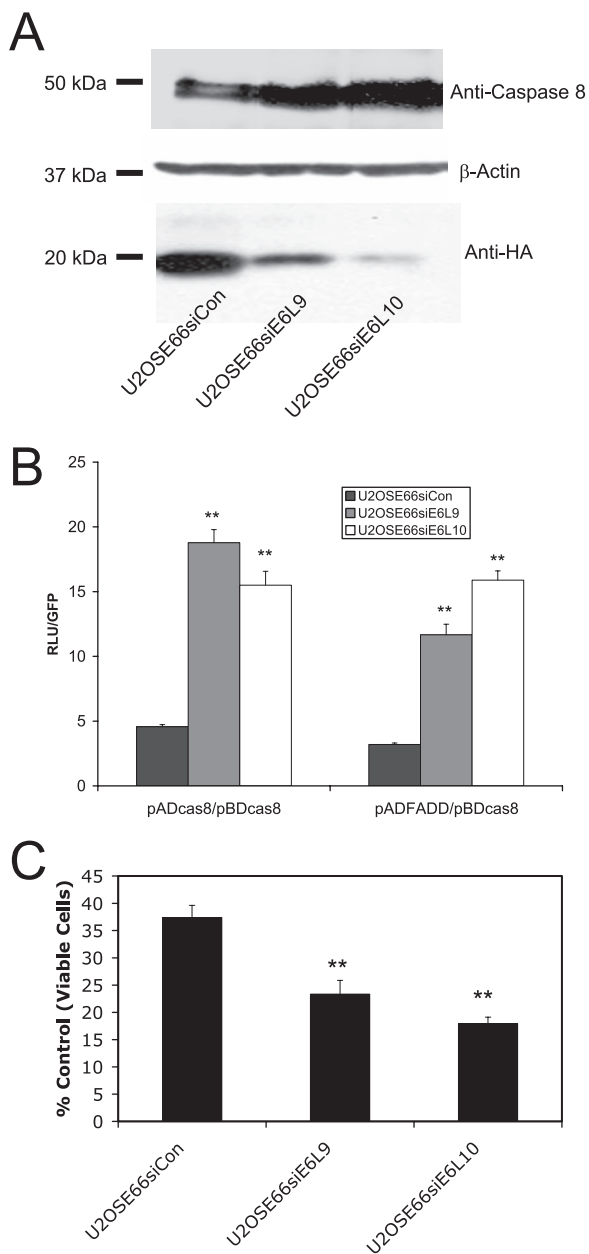 A
50 kDa
Anti-Caspase 8
37 kDa
β-Actin
20 kDa
Anti-HA
U2OSE66siCon
U2OSE66siE6L9
U2OSE66siE6L10
B
25
20
15
10
5
0
RLU/GFP
U2OSE66siCon
U2OSE66siE6L9
U2OSE66siE6L10
**
**
**
**
pADcas8/pBDcas8
pADFADD/pBDcas8
C
45
40
35
30
25
20
15
10
5
0
% Control (Viable Cells)
**
**
U2OSE66siCon
U2OSE66siE6L9
U2OSE66siE6L10